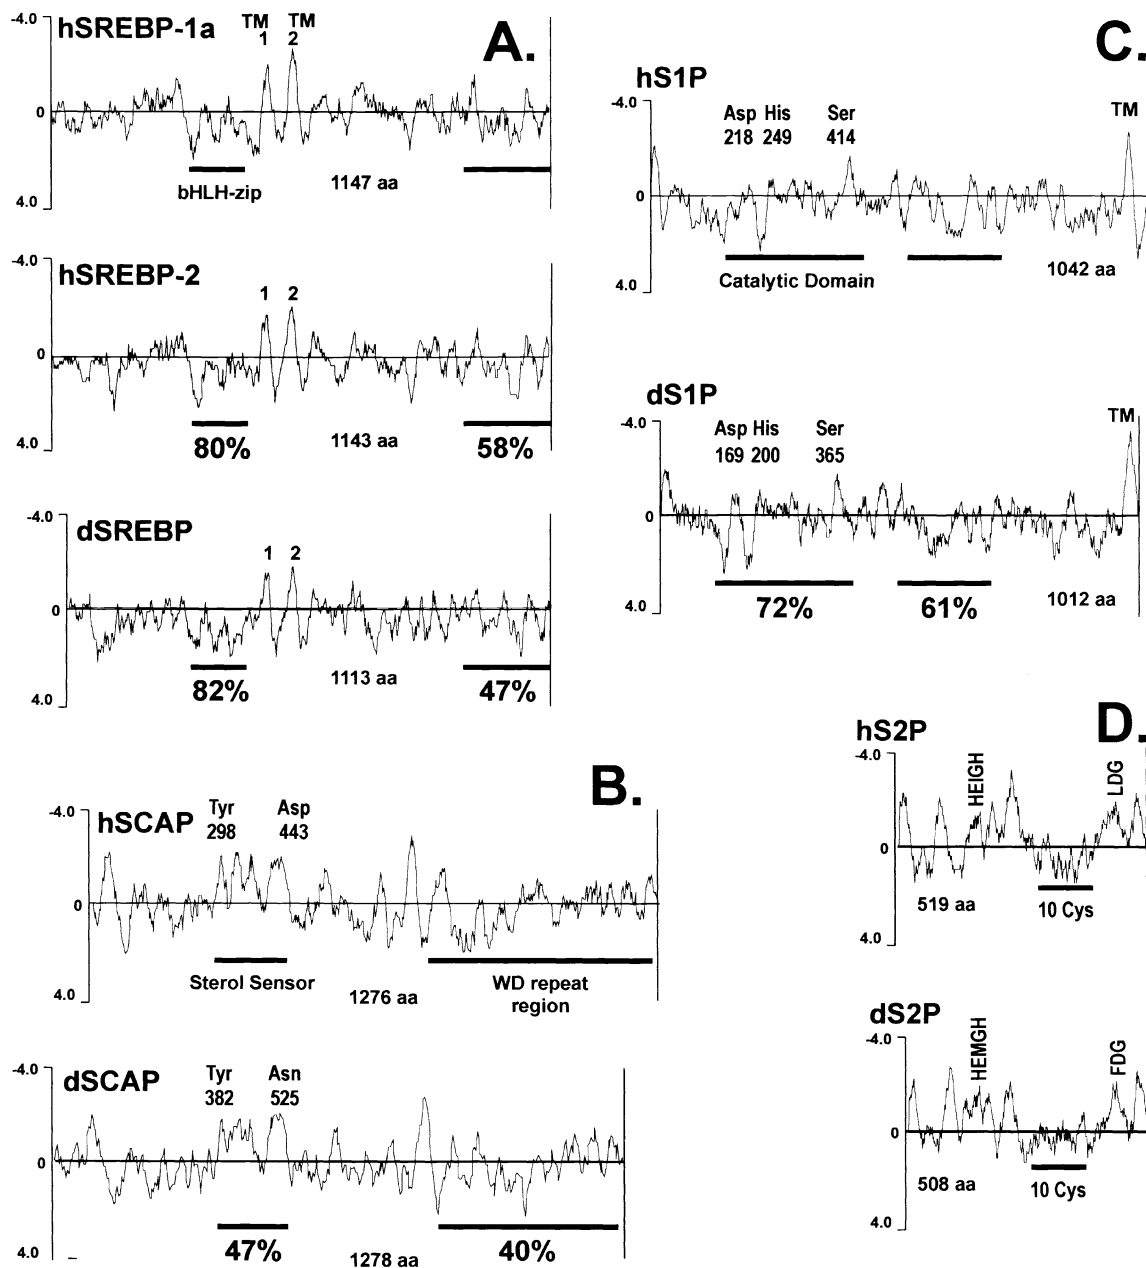 A.
hSREBP-1a
TM TM
1 2
-4.0
0
4.0
bHLH-zip
1147 aa
hSREBP-2
1 2
-4.0
0
4.0
80%
1143 aa
58%
dSREBP
1 2
-4.0
0
4.0
82%
1113 aa
47%
B.
hSCAP
Tyr Asp
298 443
-4.0
0
4.0
Sterol Sensor
1276 aa
WD repeat
region
dSCAP
Tyr Asn
382 525
-4.0
0
4.0
47%
1278 aa
40%
C.
hS1P
-4.0
Asp His Ser
218 249 414
TM
0
4.0
Catalytic Domain
1042 aa
dS1P
-4.0
Asp His Ser
169 200 365
TM
0
4.0
72%
61%
1012 aa
D.
hS2P
-4.0
HEIGH
LDG
0
4.0
519 aa
10 Cys
dS2P
-4.0
HEMGH
FDG
0
4.0
508 aa
10 Cys